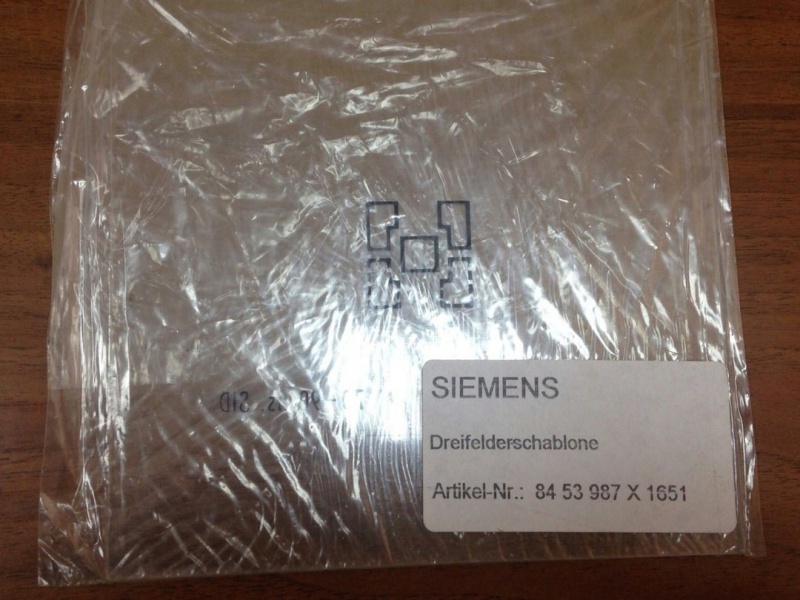 SIEMENS
Dreifelderschablone
Artikel-Nr.: 84 53 987 X 1651